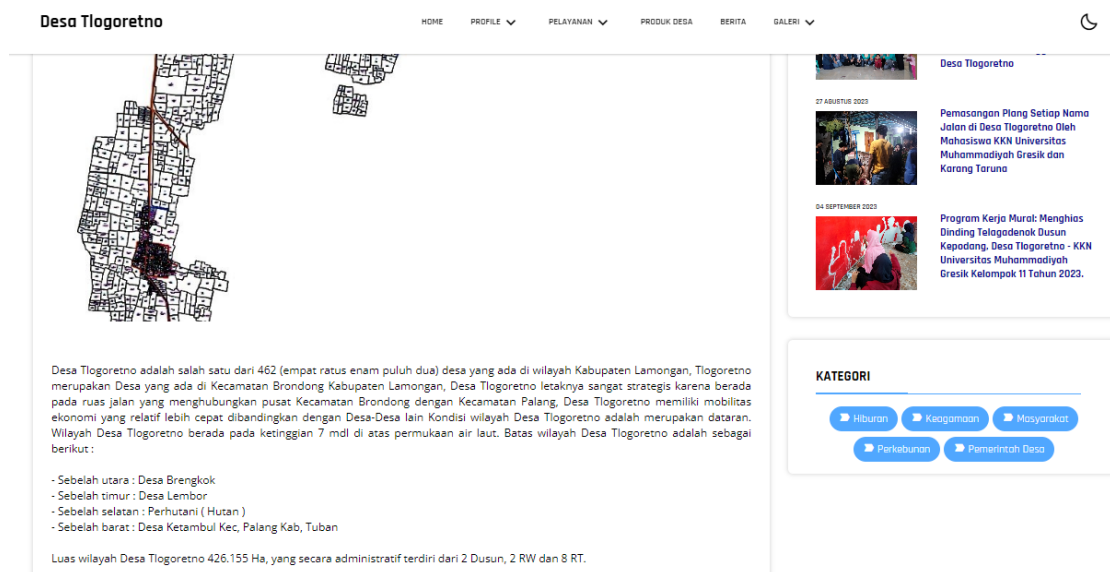 Desa Tlogoretno
HOME PROFILE PELAYANAN PRODUK DESA BERITA GALERI
Desa Tlogoretno adalah salah satu dari 462 (empat ratus enam puluh dua) desa yang ada di wilayah Kabupaten Lamongan, Tlogoretno
merupakan Desa yang ada di Kecamatan Brondong Kabupaten Lamongan, Desa Tlogoretno letaknya sangat strategis karena berada
pada ruas jalan yang menghubungkan pusat Kecamatan Brondong dengan Kecamatan Palang, Desa Tlogoretno memiliki mobilitas
ekonomi yang relatif lebih cepat dibandingkan dengan Desa-Desa lain Kondisi wilayah Desa Tlogoretno adalah merupakan dataran.
Wilayah Desa Tlogoretno berada pada ketinggian 7 mdl di atas permukaan air laut. Batas wilayah Desa Tlogoretno adalah sebagai
berikut :
- Sebelah utara : Desa Brengkok
- Sebelah timur : Desa Lembor
- Sebelah selatan : Perhutani ( Hutan )
- Sebelah barat : Desa Ketambul Kec, Palang Kab, Tuban
Luas wilayah Desa Tlogoretno 426.155 Ha, yang secara administratif terdiri dari 2 Dusun, 2 RW dan 8 RT.
Desa Tlogoretno
27 AGUSTUS 2023
Pemasangan Plang Setiap Nama
Jalan di Desa Tlogoretno Oleh
Mahasiswa KKN Universitas
Muhammadiyah Gresik dan
Karang Taruna
04 SEPTEMBER 2023
Program Kerja Mural: Menghias
Dinding Telagadenok Dusun
Kepodang, Desa Tlogoretno - KKN
Universitas Muhammadiyah
Gresik Kelompok 11 Tahun 2023.
KATEGORI
Hiburan Keagamaan Masyarakat
Perkebunan Pemerintah Desa